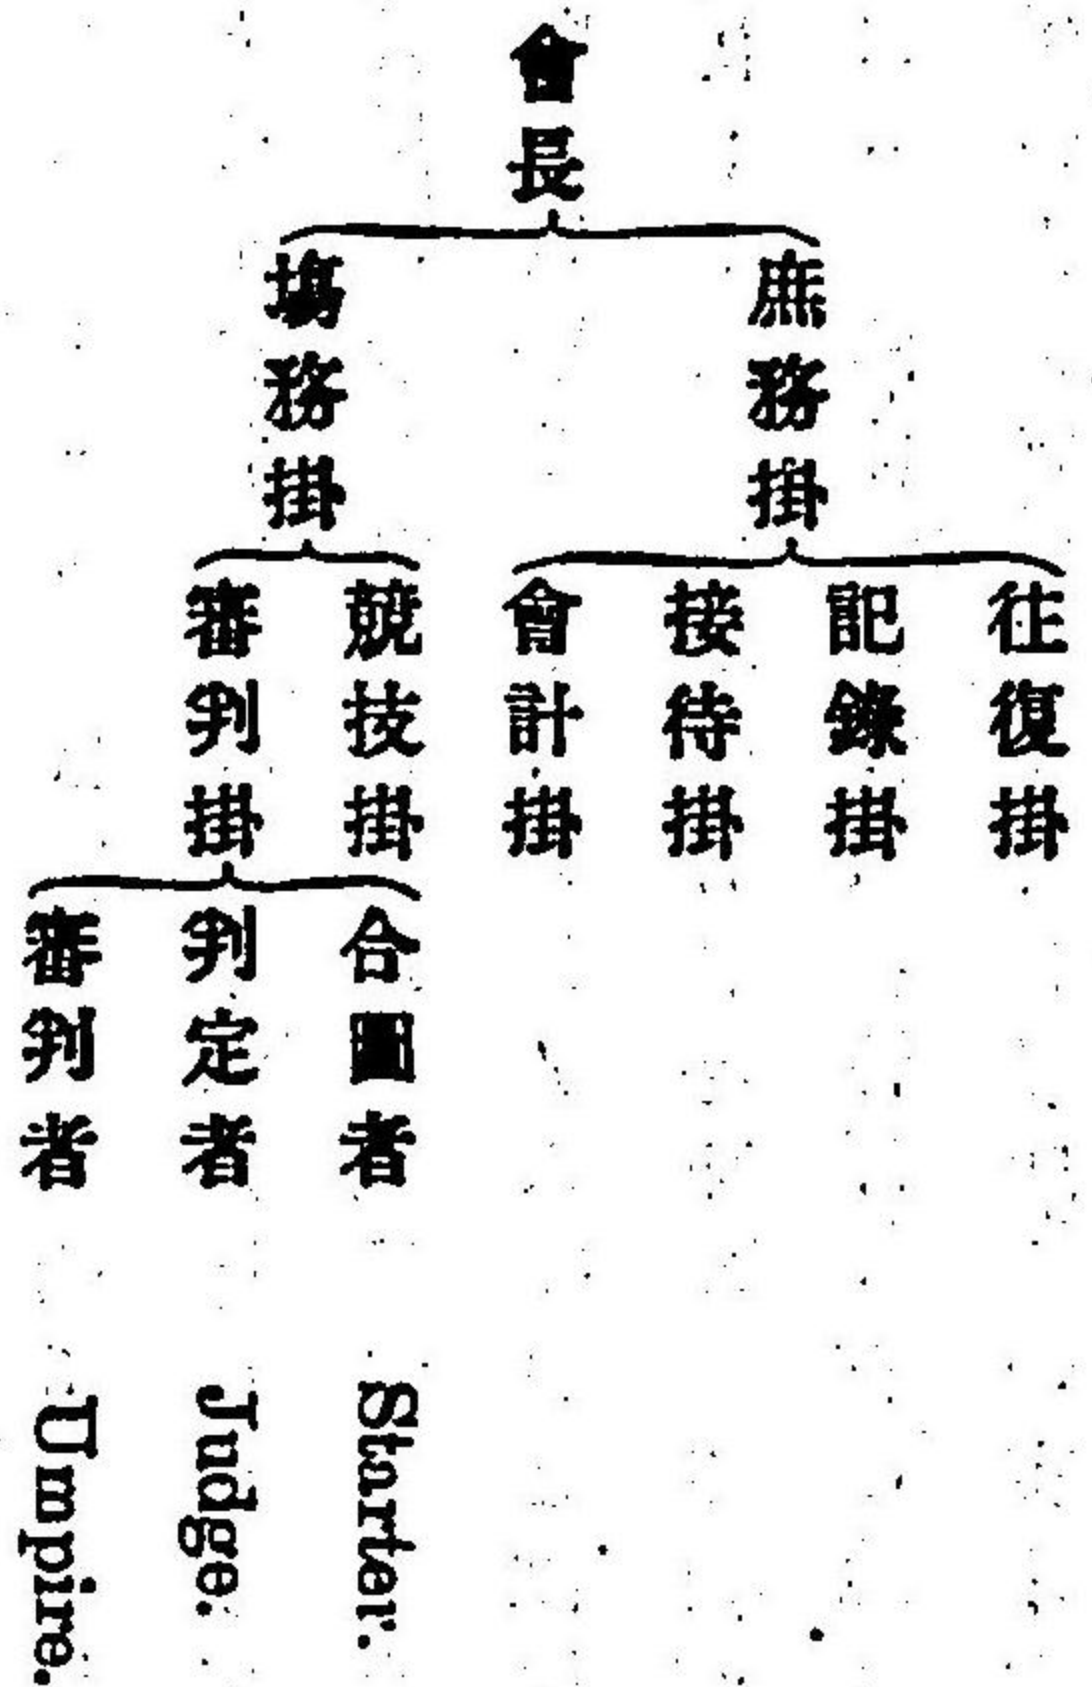 會長
庶務掛
往復掛
記錄掛
接待掛
會計掛
場務掛
競技掛
審判掛
合圖者 Starter.
判定者 Judge.
審判者 Umpire.